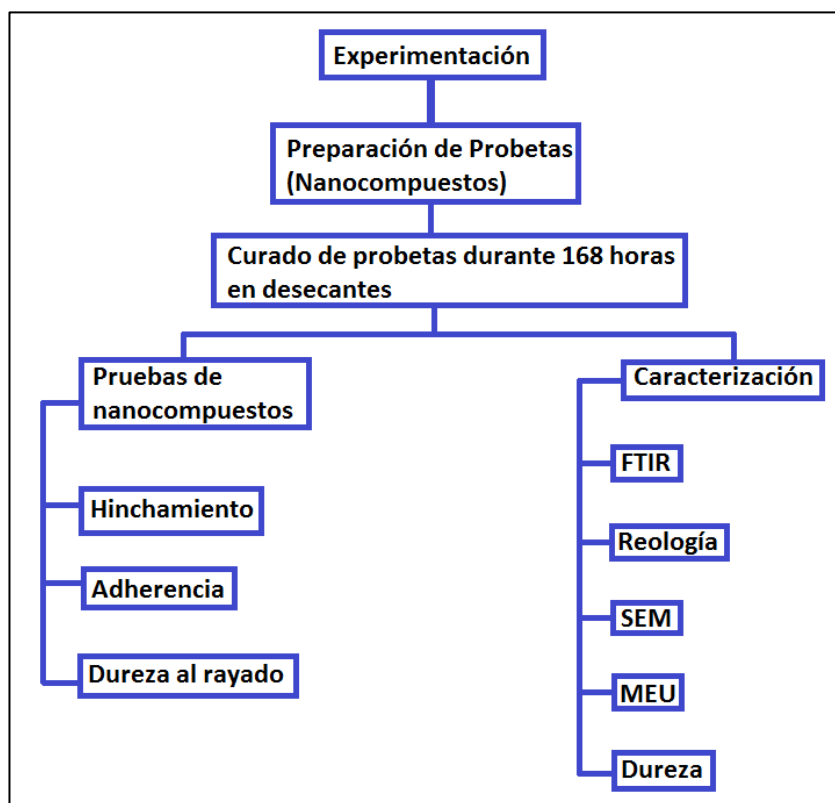 Experimentación
Preparación de Probetas
(Nanocompuestos)
Curado de probetas durante 168 horas
en desecantes
Pruebas de
nanocompuestos
Hinchamiento
Adherencia
Dureza al rayado
Caracterización
FTIR
Reología
SEM
MEU
Dureza